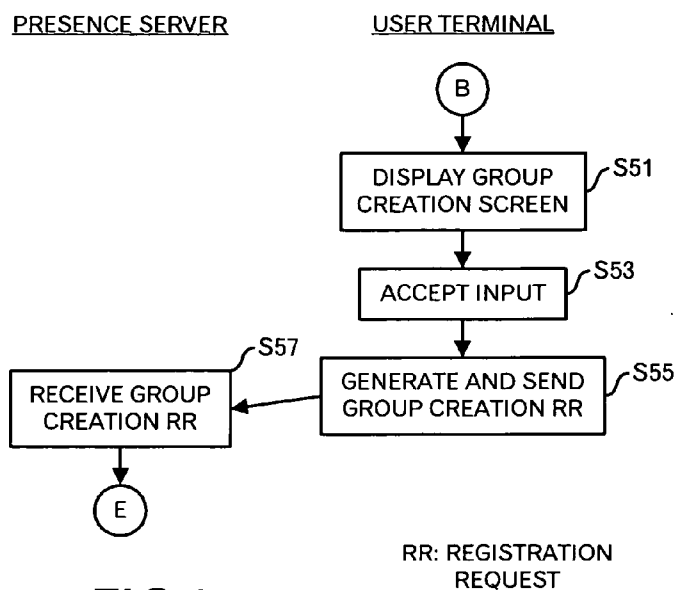 PRESENCE SERVER
USER TERMINAL
B
DISPLAY GROUP
CREATION SCREEN
S51
ACCEPT INPUT
S53
GENERATE AND SEND
GROUP CREATION RR
S55
RECEIVE GROUP
CREATION RR
S57
E
RR: REGISTRATION
REQUEST